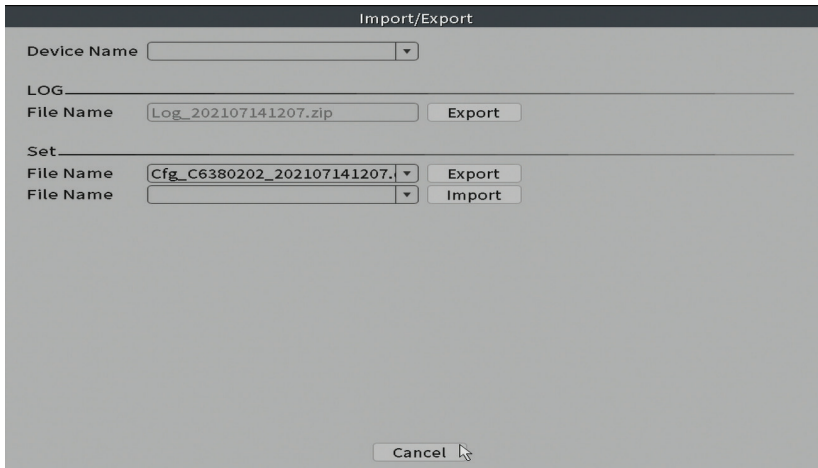 Import/Export
Device Name
LOG
File Name Log_202107141207.zip Export
Set
File Name Cfg_C6380202_202107141207. Export
File Name Import
Cancel